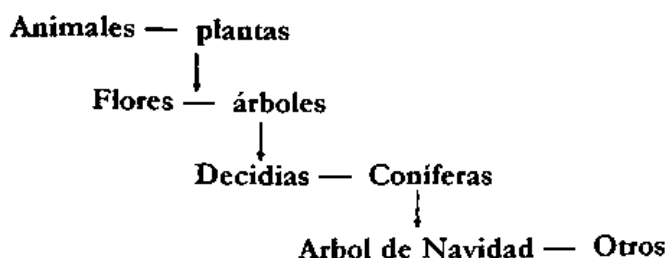 Animales — plantas
Flores — árboles
Decidias — Coníferas
Arbol de Navidad — Otros